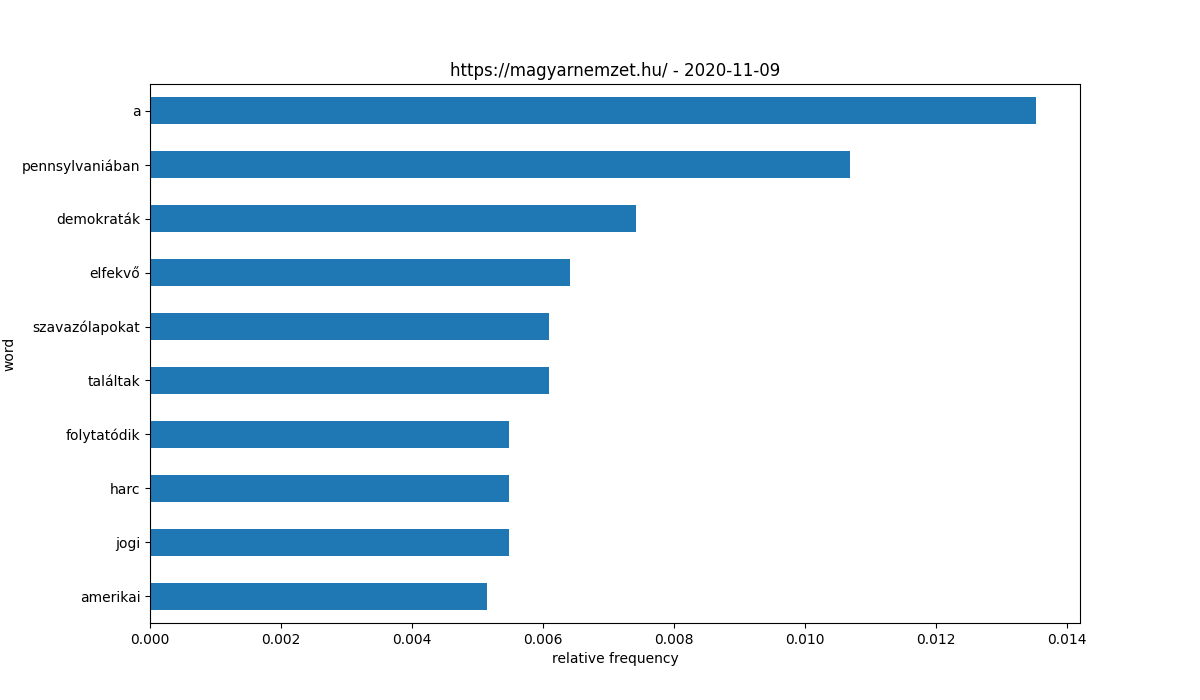 https://magyarnemzet.hu/ - 2020-11-09
a
pennsylvaniában
demokraták
elfekvő
szavazólapokat
találtak
folytatódik
harc
jogi
amerikai
word
0.000 0.002 0.004 0.006 0.008 0.010 0.012 0.014
relative frequency